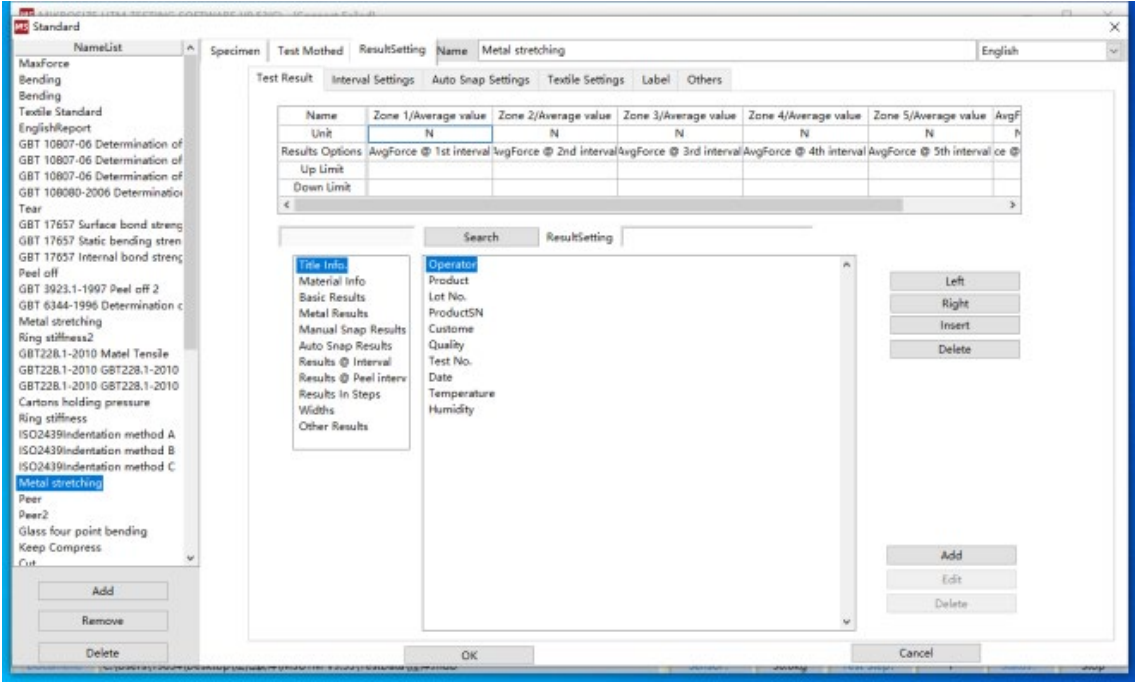 MS Standard
NameList
MaxForce
Bending
Bending
Textile Standard
EnglishReport
GBT 10807-06 Determination of
GBT 10807-06 Determination of
GBT 10807-06 Determination of
GBT 108080-2006 Determination
Tear
GBT 17657 Surface bond streng
GBT 17657 Static bending stren
GBT 17657 Internal bond streng
Peel off
GBT 3923.1-1997 Peel off 2
GBT 6344-1996 Determination c
Metal stretching
Ring stiffness2
GBT228.1-2010 Matel Tensile
GBT228.1-2010 GBT228.1-2010
GBT228.1-2010 GBT228.1-2010
Cartons holding pressure
Ring stiffness
ISO2439Indentation method A
ISO2439Indentation method B
ISO2439Indentation method C
Metal stretching
Peer
Peer2
Glass four point bending
Keep Compress
Cut
Add
Remove
Delete
Specimen Test Mothed ResultSetting Name Metal stretching English
Test Result Interval Settings Auto Snap Settings Textile Settings Label Others
Name Zone 1/Average value Zone 2/Average value Zone 3/Average value Zone 4/Average value Zone 5/Average value AvgF
Unit N N N N N N
Results Options AvgForce @ 1st interval AvgForce @ 2nd interval AvgForce @ 3rd interval AvgForce @ 4th interval AvgForce @ 5th interval ce @
Up Limit
Down Limit
Search ResultSetting
Title Info.
Material Info
Basic Results
Metal Results
Manual Snap Results
Auto Snap Results
Results @ Interval
Results @ Peel interv
Results In Steps
Widths
Other Results
Operator
Product
Lot No.
ProductSN
Custome
Quality
Test No.
Date
Temperature
Humidity
Left
Right
Insert
Delete
Add
Edit
Delete
OK Cancel